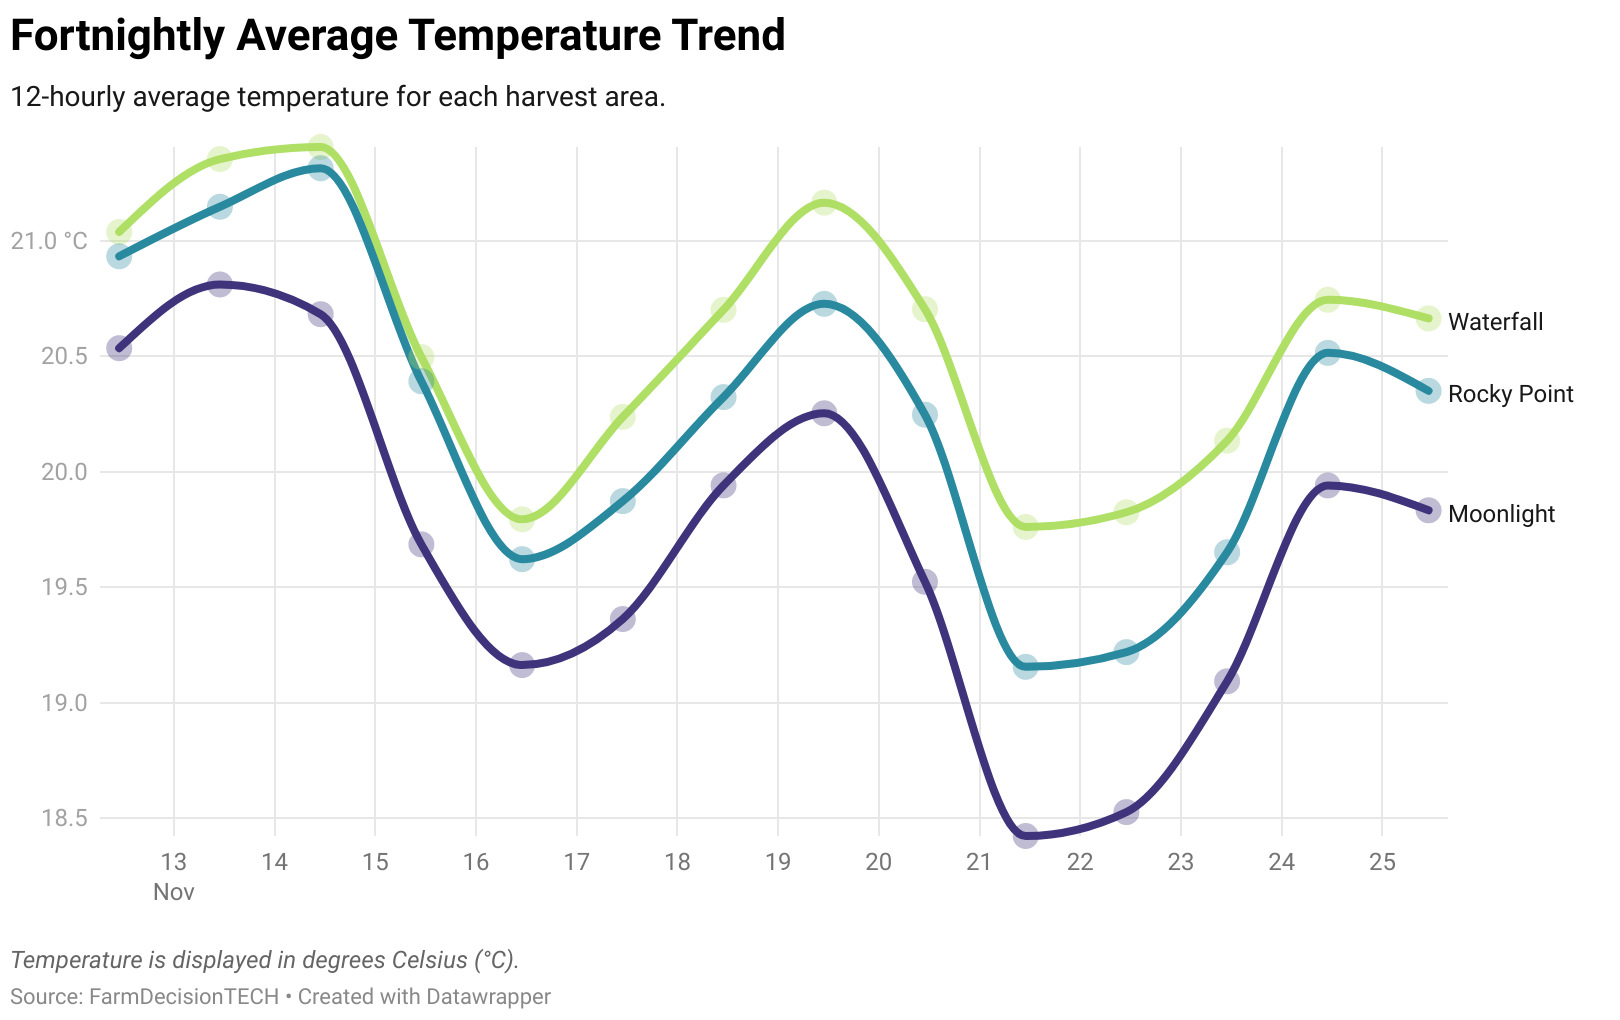 Fortnightly Average Temperature Trend
12-hourly average temperature for each harvest area.
21.0 °C
20.5
20.0
19.5
19.0
18.5
Waterfall
Rocky Point
Moonlight
13 14 15 16 17 18 19 20 21 22 23 24 25
Nov
Temperature is displayed in degrees Celsius (°C).
Source: FarmDecisionTECH • Created with Datawrapper